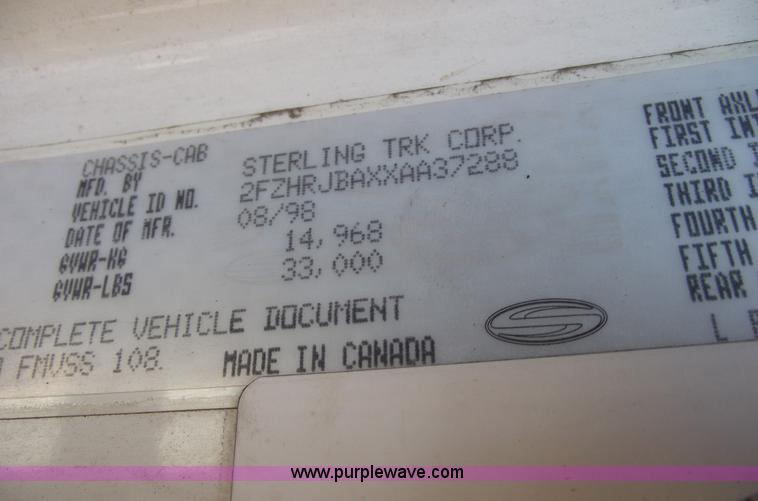 CHASSIS-CAB
MFD. BY STERLING TRK CORP.
VEHICLE ID NO. 2FZHRJBAXXAA37288
DATE OF MFR. 08/98
GVWR-KG 14,968
GVWR-LBS 33,000
COMPLETE VEHICLE DOCUMENT
FMVSS 108.
MADE IN CANADA
FRONT AXL
FIRST INT
SECOND I
THIRD I
FOURTH
FIFTH
REAR
L
www.purplewave.com